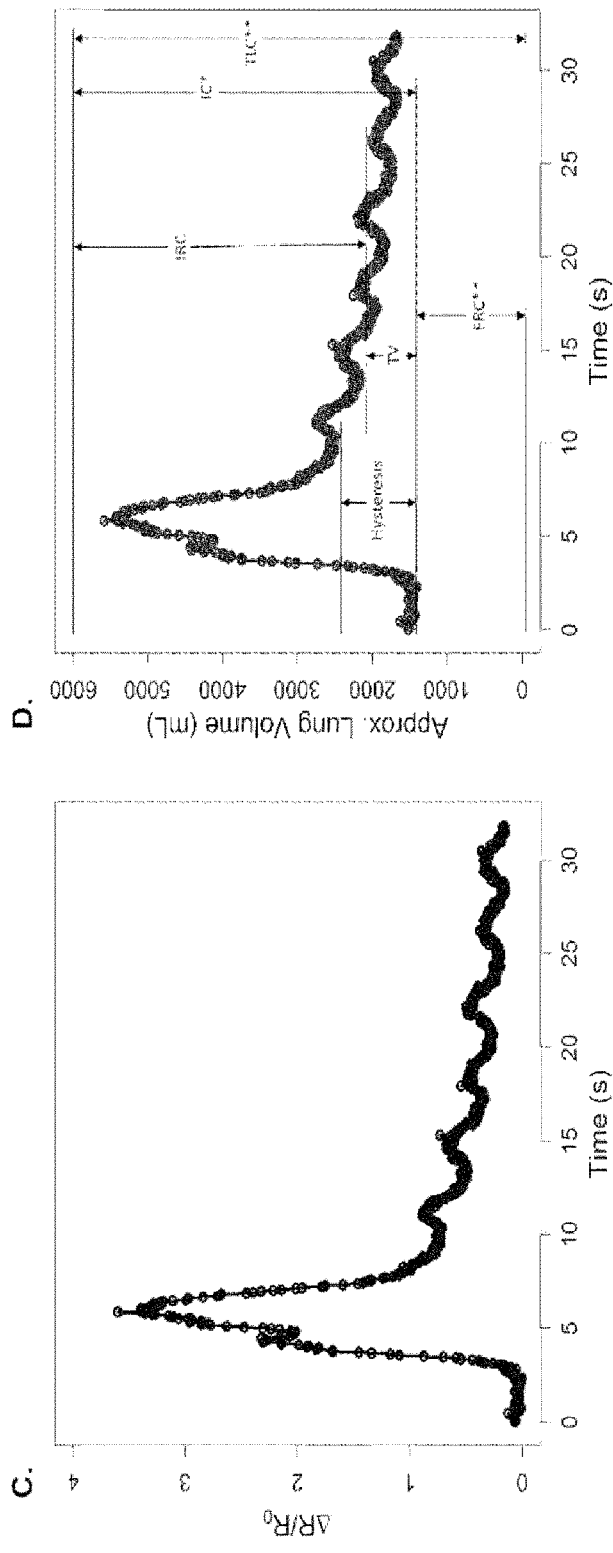 C.
ΔR/R₀
4
3
2
1
0
0 5 10 15 20 25 30
Time (s)
D.
Approx. Lung Volume (mL)
6000
5000
4000
3000
2000
1000
0
Hysteresis
TV
IRC
IC*
TLC**
FRC**
0 5 10 15 20 25 30
Time (s)